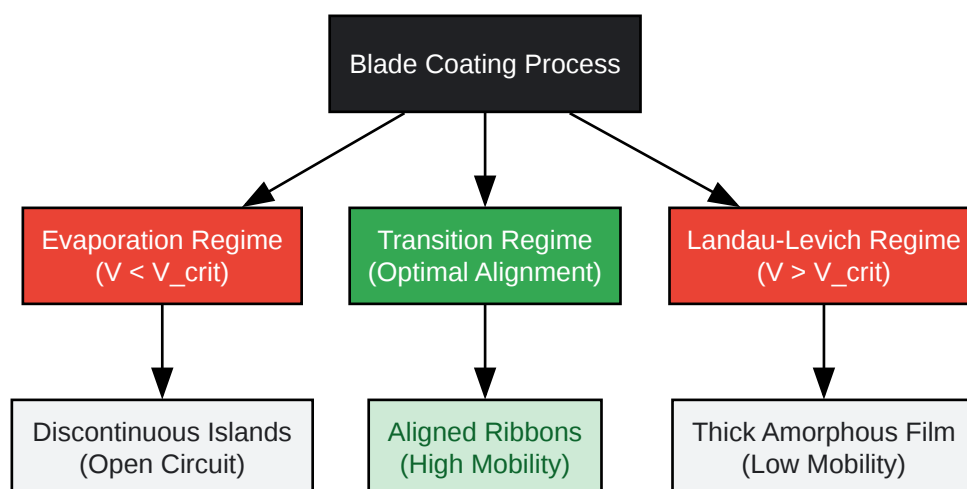 Blade Coating Process
Evaporation Regime
(V < V_crit)
Transition Regime
(Optimal Alignment)
Landau-Levich Regime
(V > V_crit)
Discontinuous Islands
(Open Circuit)
Aligned Ribbons
(High Mobility)
Thick Amorphous Film
(Low Mobility)